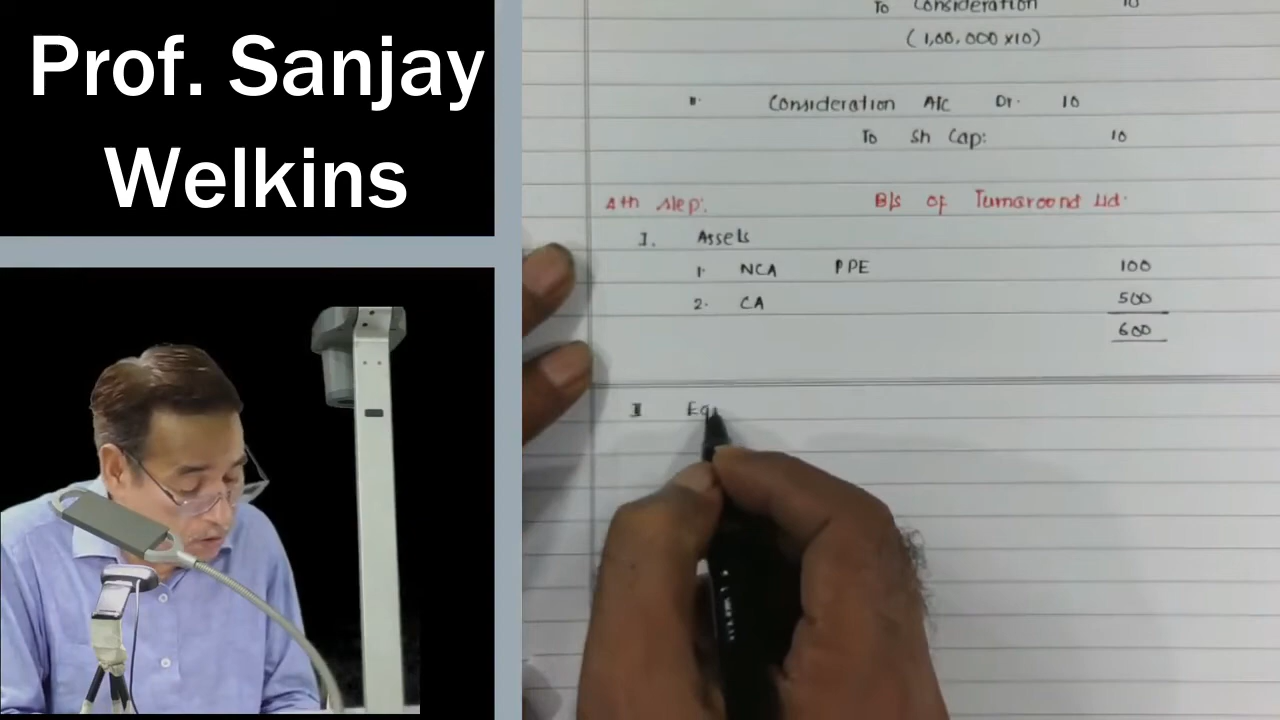 Prof. Sanjay
Welkins
To Consideration 10
( 1,00,000 x10)
II. Consideration A/C Dr. 10
To Sh Cap: 10
4th step: B/s of Turnaround Ltd.
I. Assets
1. NCA PPE 100
2. CA 500
600
II Eq